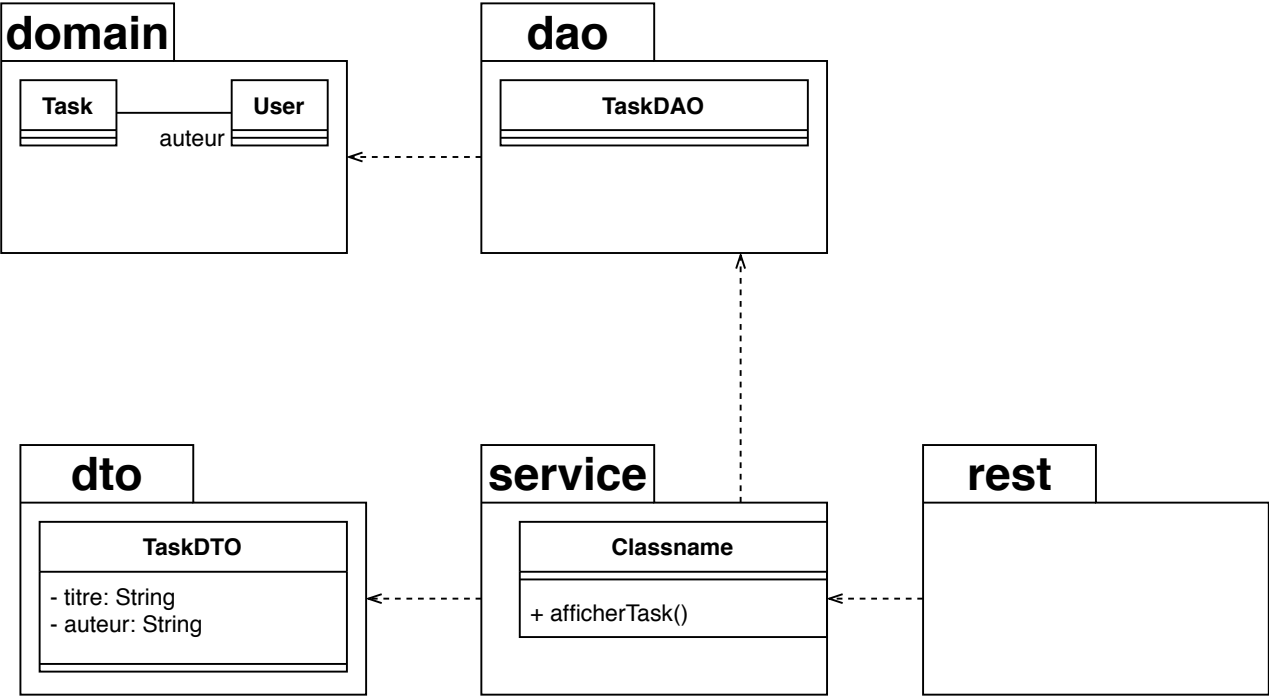 domain
Task
User
auteur
dao
TaskDAO
dto
TaskDTO
- titre: String
- auteur: String
service
Classname
+ afficherTask()
rest